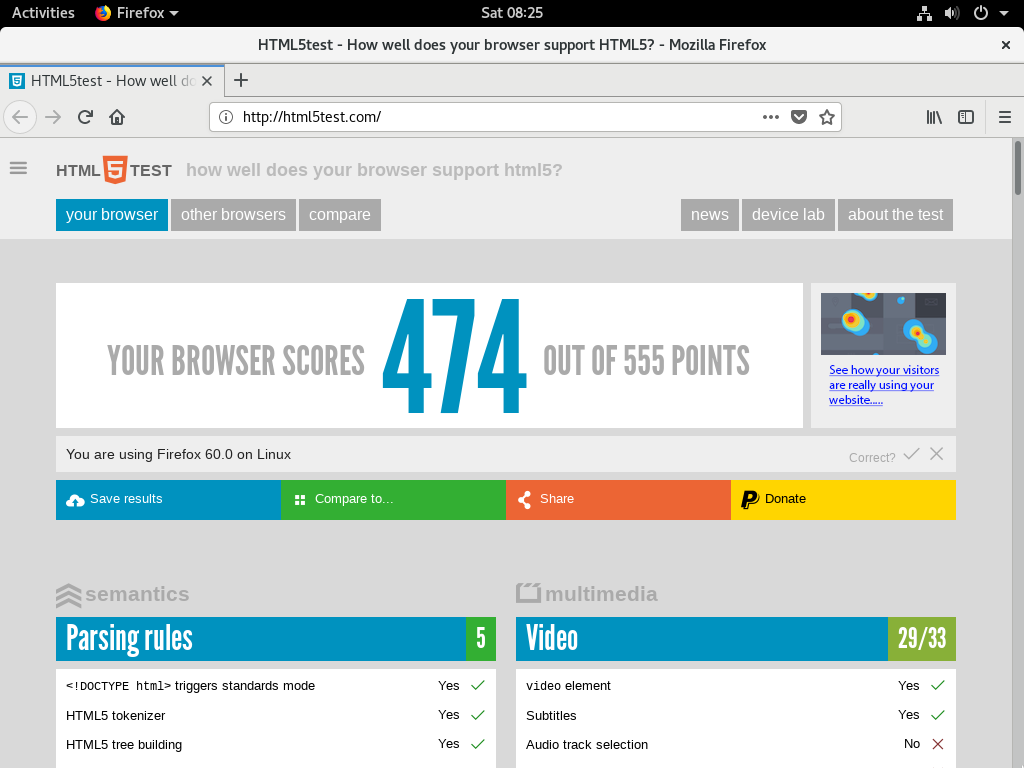 Activities Firefox Sat 08:25
HTML5test - How well does your browser support HTML5? - Mozilla Firefox
HTML5test - How well do
http://html5test.com/
HTML 5 TEST how well does your browser support html5?
your browser other browsers compare news device lab about the test
YOUR BROWSER SCORES 474 OUT OF 555 POINTS
See how your visitors
are really using your
website.....
You are using Firefox 60.0 on Linux Correct?
Save results Compare to... Share Donate
semantics
Parsing rules 5
<!DOCTYPE html> triggers standards mode Yes
HTML5 tokenizer Yes
HTML5 tree building Yes
multimedia
Video 29/33
video element Yes
Subtitles Yes
Audio track selection No